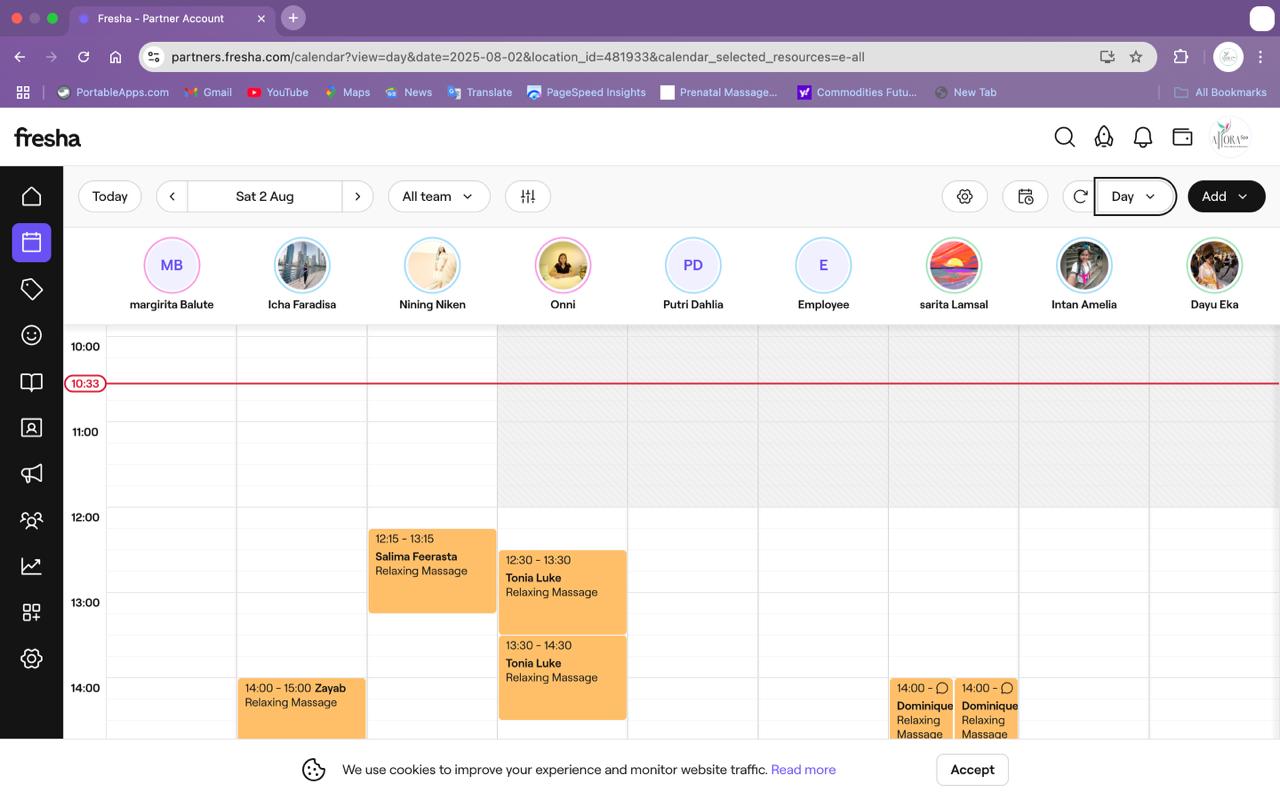 Fresha - Partner Account
partners.fresha.com/calendar?view=day&date=2025-08-02&location_id=481933&calendar_selected_resources=e-all
PortableApps.com Gmail YouTube Maps News Translate PageSpeed Insights Prenatal Massage... Commodities Futu... New Tab All Bookmarks
fresha
Today Sat 2 Aug All team Day Add
MB PD E
margirita Balute Icha Faradisa Nining Niken Onni Putri Dahlia Employee sarita Lamsal Intan Amelia Dayu Eka
10:00
10:33
11:00
12:00
12:15 - 13:15
Salima Feerasta
Relaxing Massage
12:30 - 13:30
Tonia Luke
Relaxing Massage
13:00
13:30 - 14:30
Tonia Luke
Relaxing Massage
14:00
14:00 - 15:00 Zayab
Relaxing Massage
14:00 -
Dominique
Relaxing
Massage
14:00 -
Dominique
Relaxing
Massage
We use cookies to improve your experience and monitor website traffic. Read more
Accept